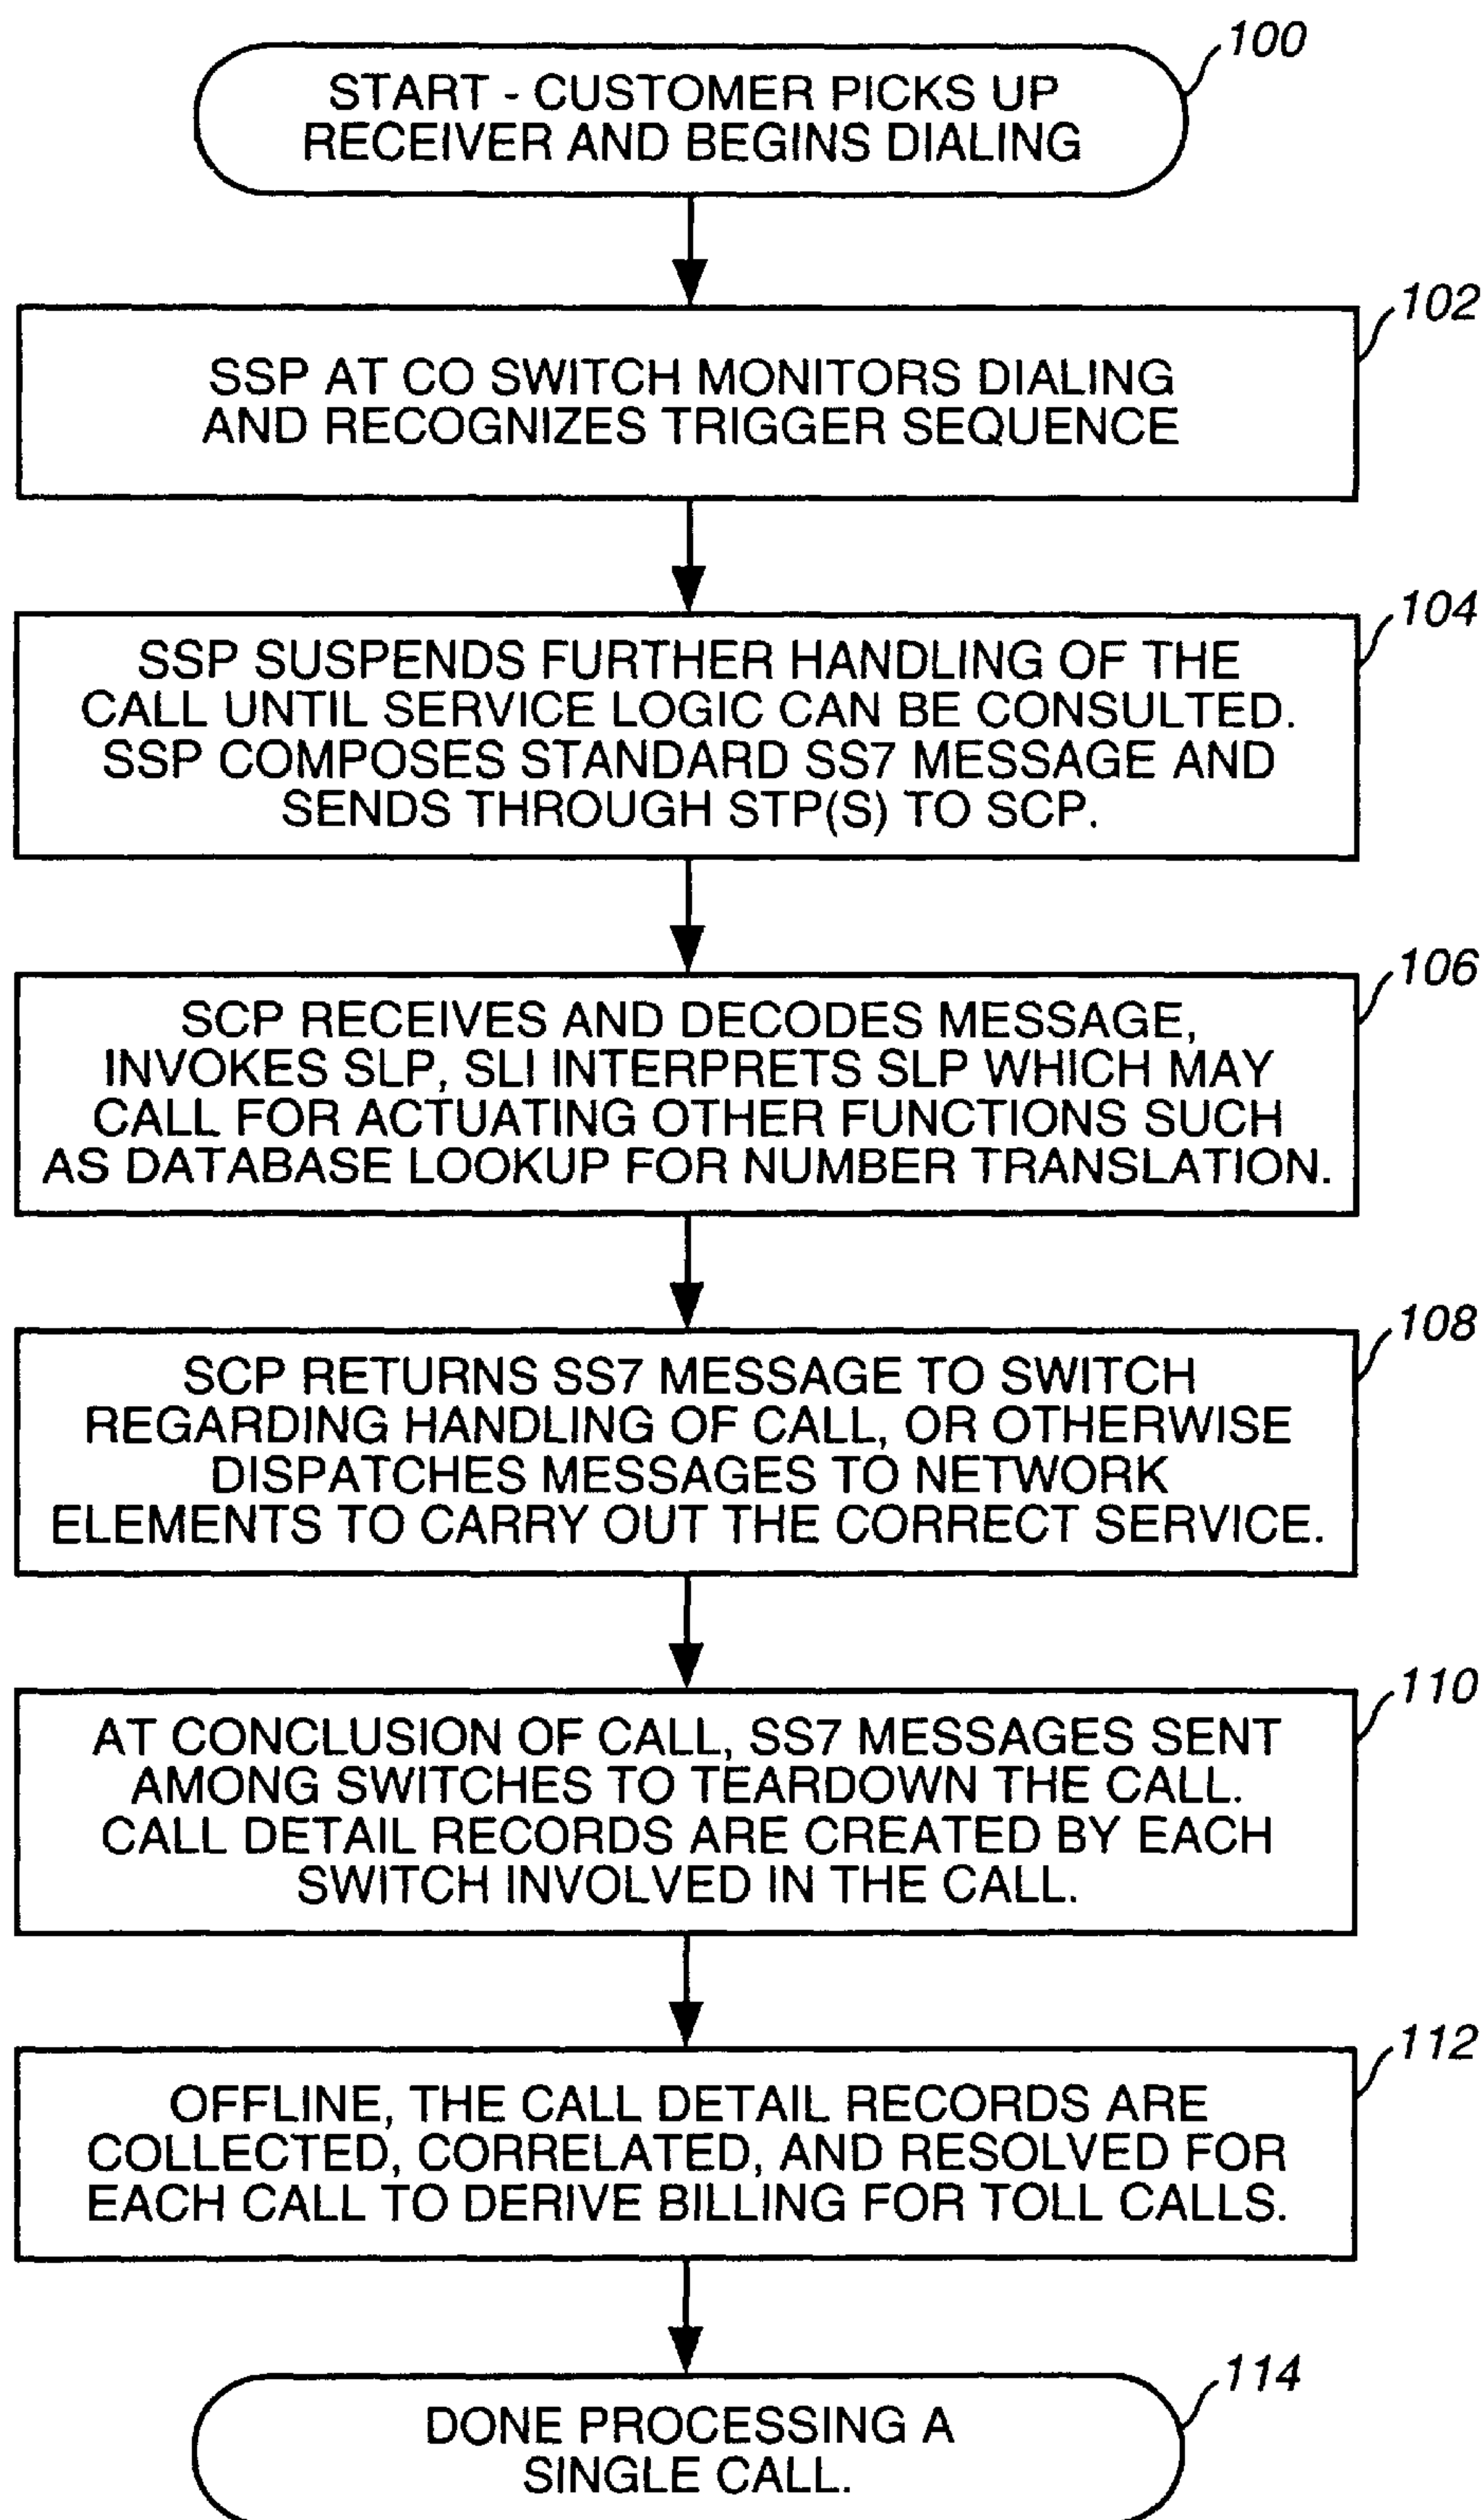 100
START - CUSTOMER PICKS UP
RECEIVER AND BEGINS DIALING
102
SSP AT CO SWITCH MONITORS DIALING
AND RECOGNIZES TRIGGER SEQUENCE
104
SSP SUSPENDS FURTHER HANDLING OF THE
CALL UNTIL SERVICE LOGIC CAN BE CONSULTED.
SSP COMPOSES STANDARD SS7 MESSAGE AND
SENDS THROUGH STP(S) TO SCP.
106
SCP RECEIVES AND DECODES MESSAGE,
INVOKES SLP, SLI INTERPRETS SLP WHICH MAY
CALL FOR ACTUATING OTHER FUNCTIONS SUCH
AS DATABASE LOOKUP FOR NUMBER TRANSLATION.
108
SCP RETURNS SS7 MESSAGE TO SWITCH
REGARDING HANDLING OF CALL, OR OTHERWISE
DISPATCHES MESSAGES TO NETWORK
ELEMENTS TO CARRY OUT THE CORRECT SERVICE.
110
AT CONCLUSION OF CALL, SS7 MESSAGES SENT
AMONG SWITCHES TO TEARDOWN THE CALL.
CALL DETAIL RECORDS ARE CREATED BY EACH
SWITCH INVOLVED IN THE CALL.
112
OFFLINE, THE CALL DETAIL RECORDS ARE
COLLECTED, CORRELATED, AND RESOLVED FOR
EACH CALL TO DERIVE BILLING FOR TOLL CALLS.
114
DONE PROCESSING A
SINGLE CALL.